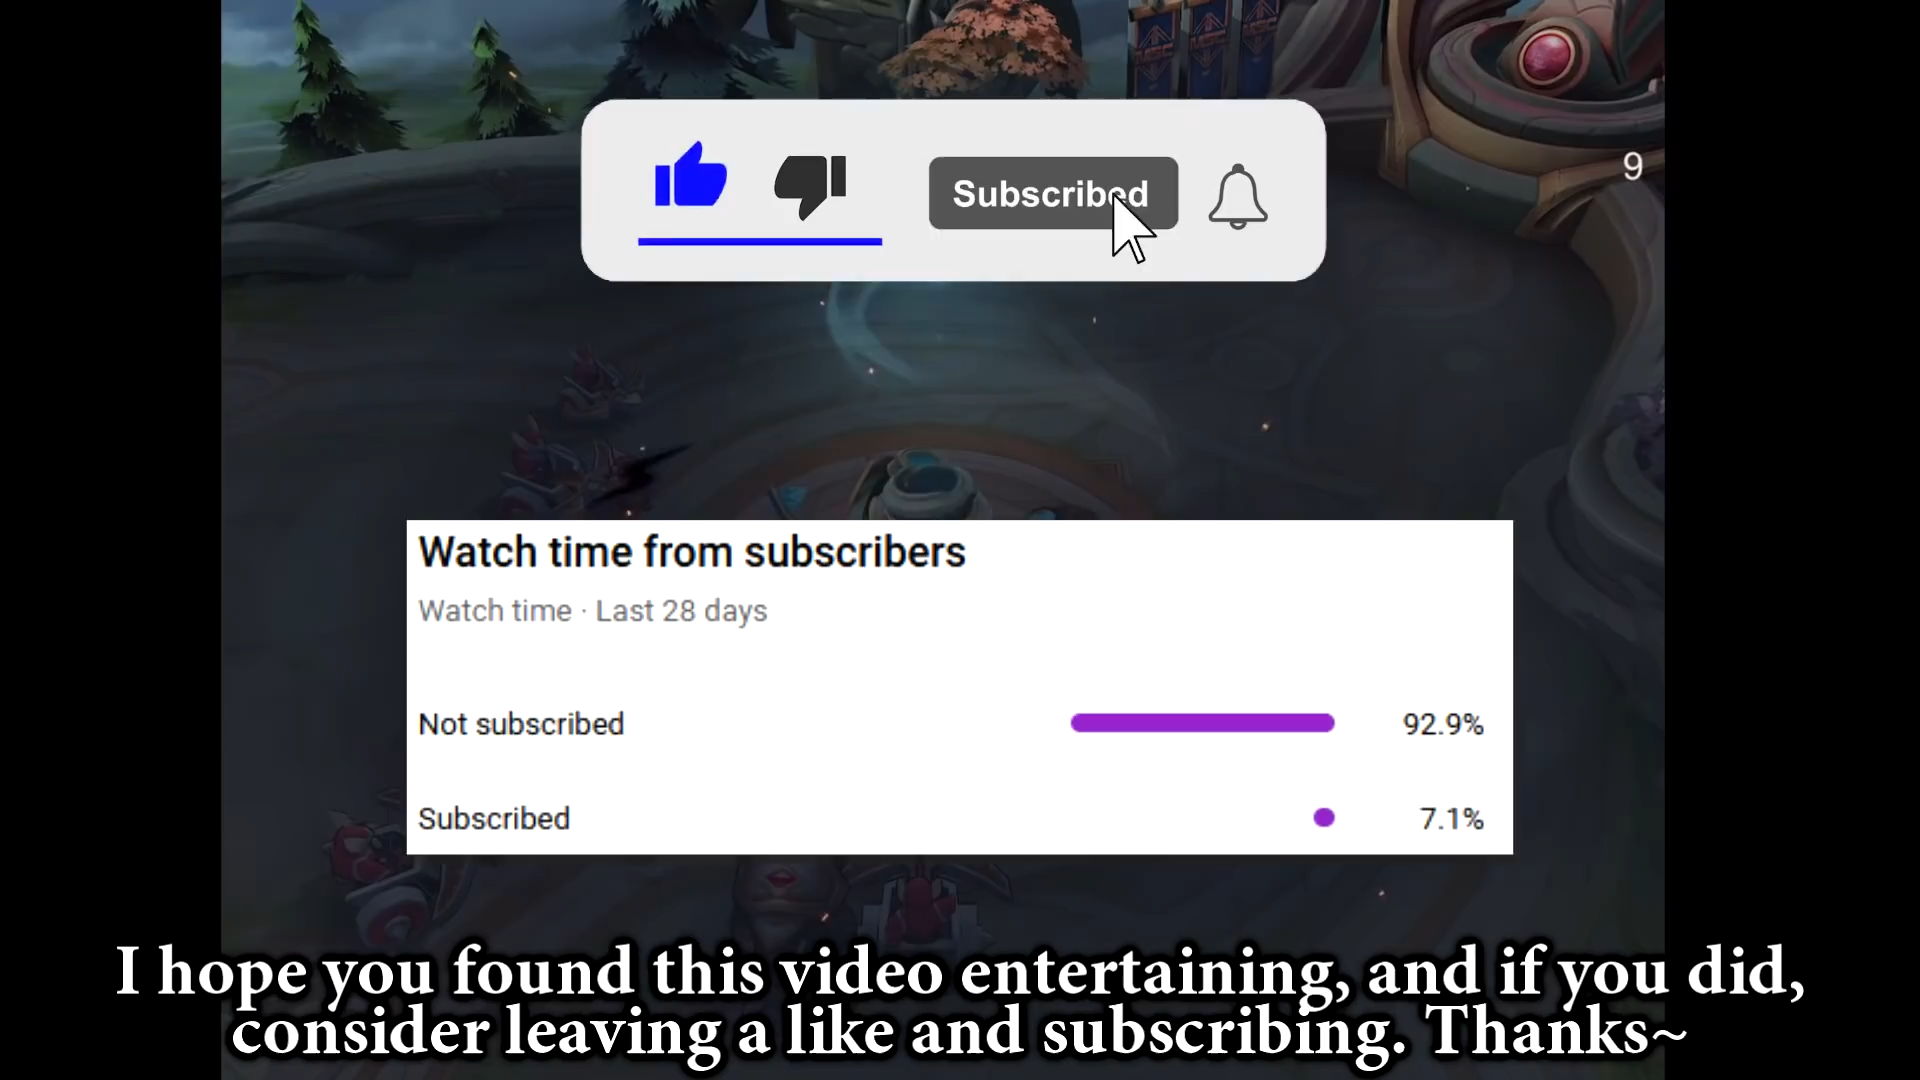 9
Subscribed
Watch time from subscribers
Watch time · Last 28 days
Not subscribed 92.9%
Subscribed 7.1%
I hope you found this video entertaining, and if you did,
consider leaving a like and subscribing. Thanks~